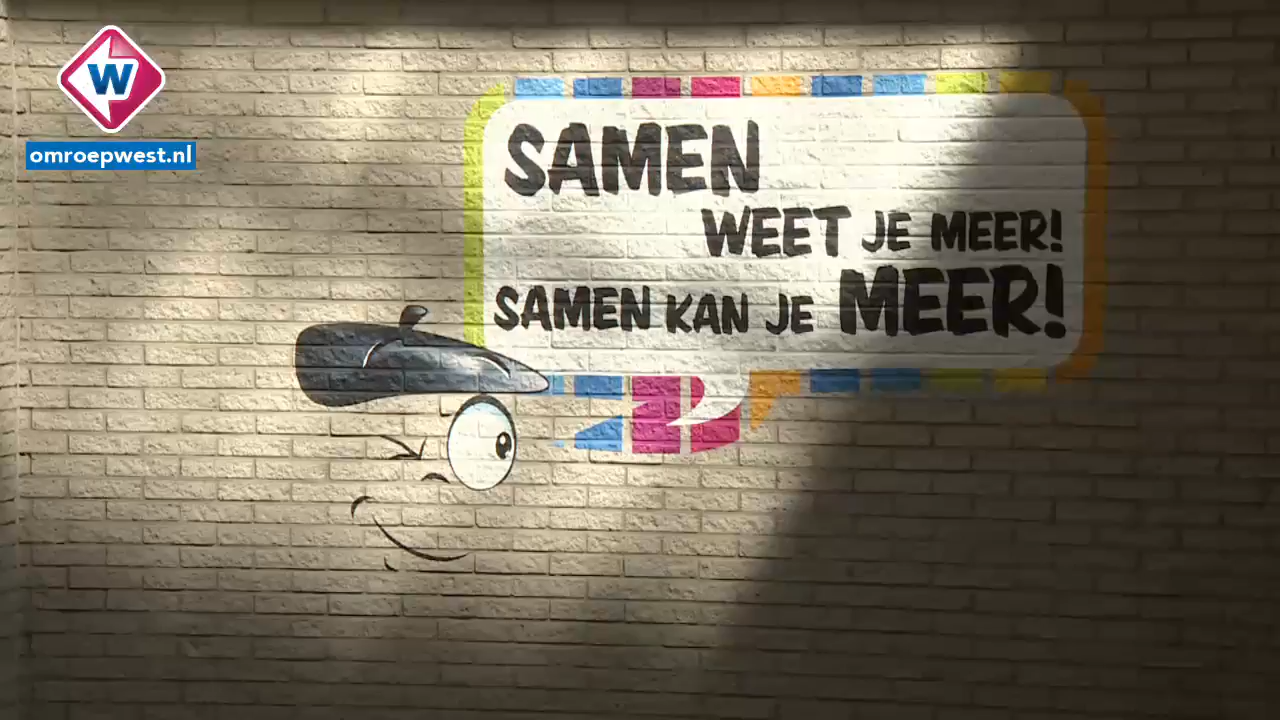 W
omroepwest.nl
SAMEN
WEET JE MEER!
SAMEN KAN JE MEER!